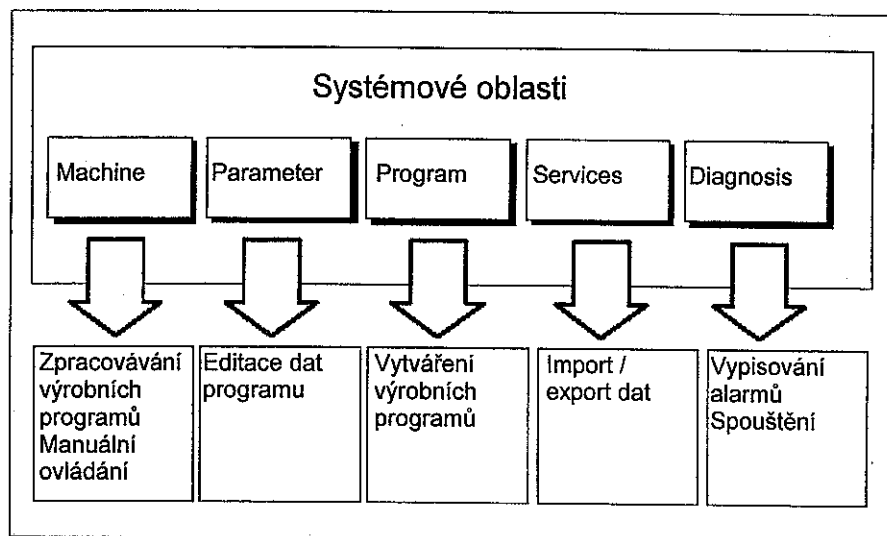 Systémové oblasti
Machine
Parameter
Program
Services
Diagnosis
Zpracovávání
výrobních
programů
Manuální
ovládání
Editace dat
programu
Vytváření
výrobních
programů
Import /
export dat
Vypisování
alarmů
Spouštění